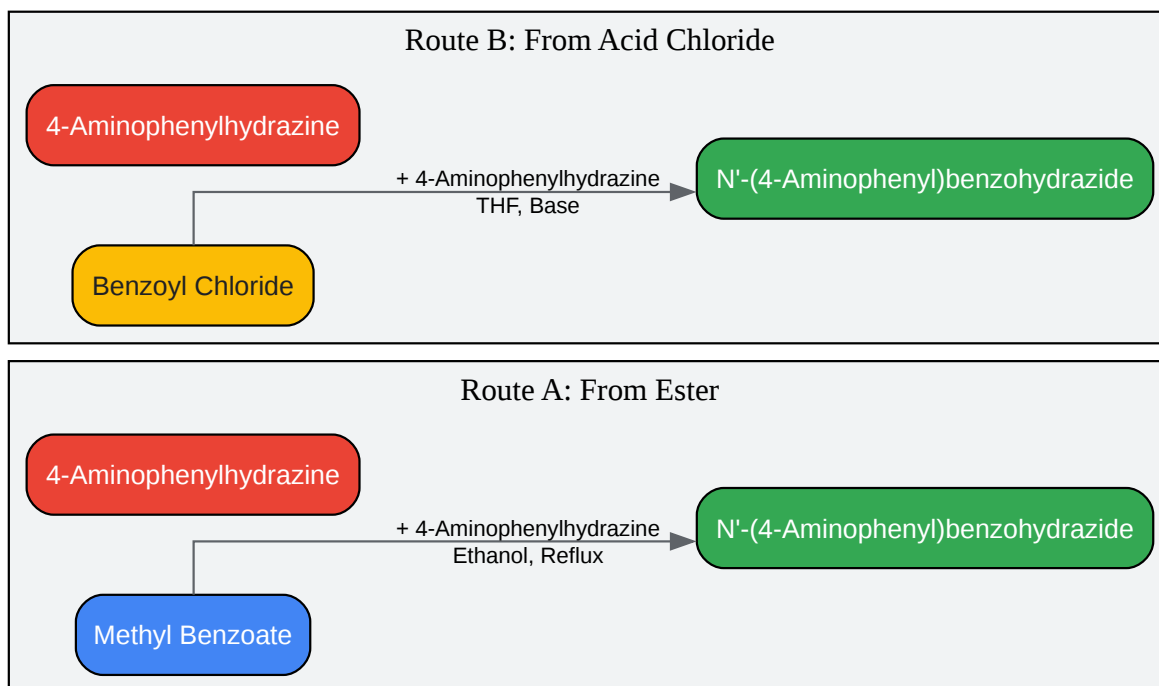 Route B: From Acid Chloride
4-Aminophenylhydrazine
+ 4-Aminophenylhydrazine
THF, Base
N'-(4-Aminophenyl)benzohydrazide
Benzoyl Chloride
Route A: From Ester
4-Aminophenylhydrazine
+ 4-Aminophenylhydrazine
Ethanol, Reflux
N'-(4-Aminophenyl)benzohydrazide
Methyl Benzoate